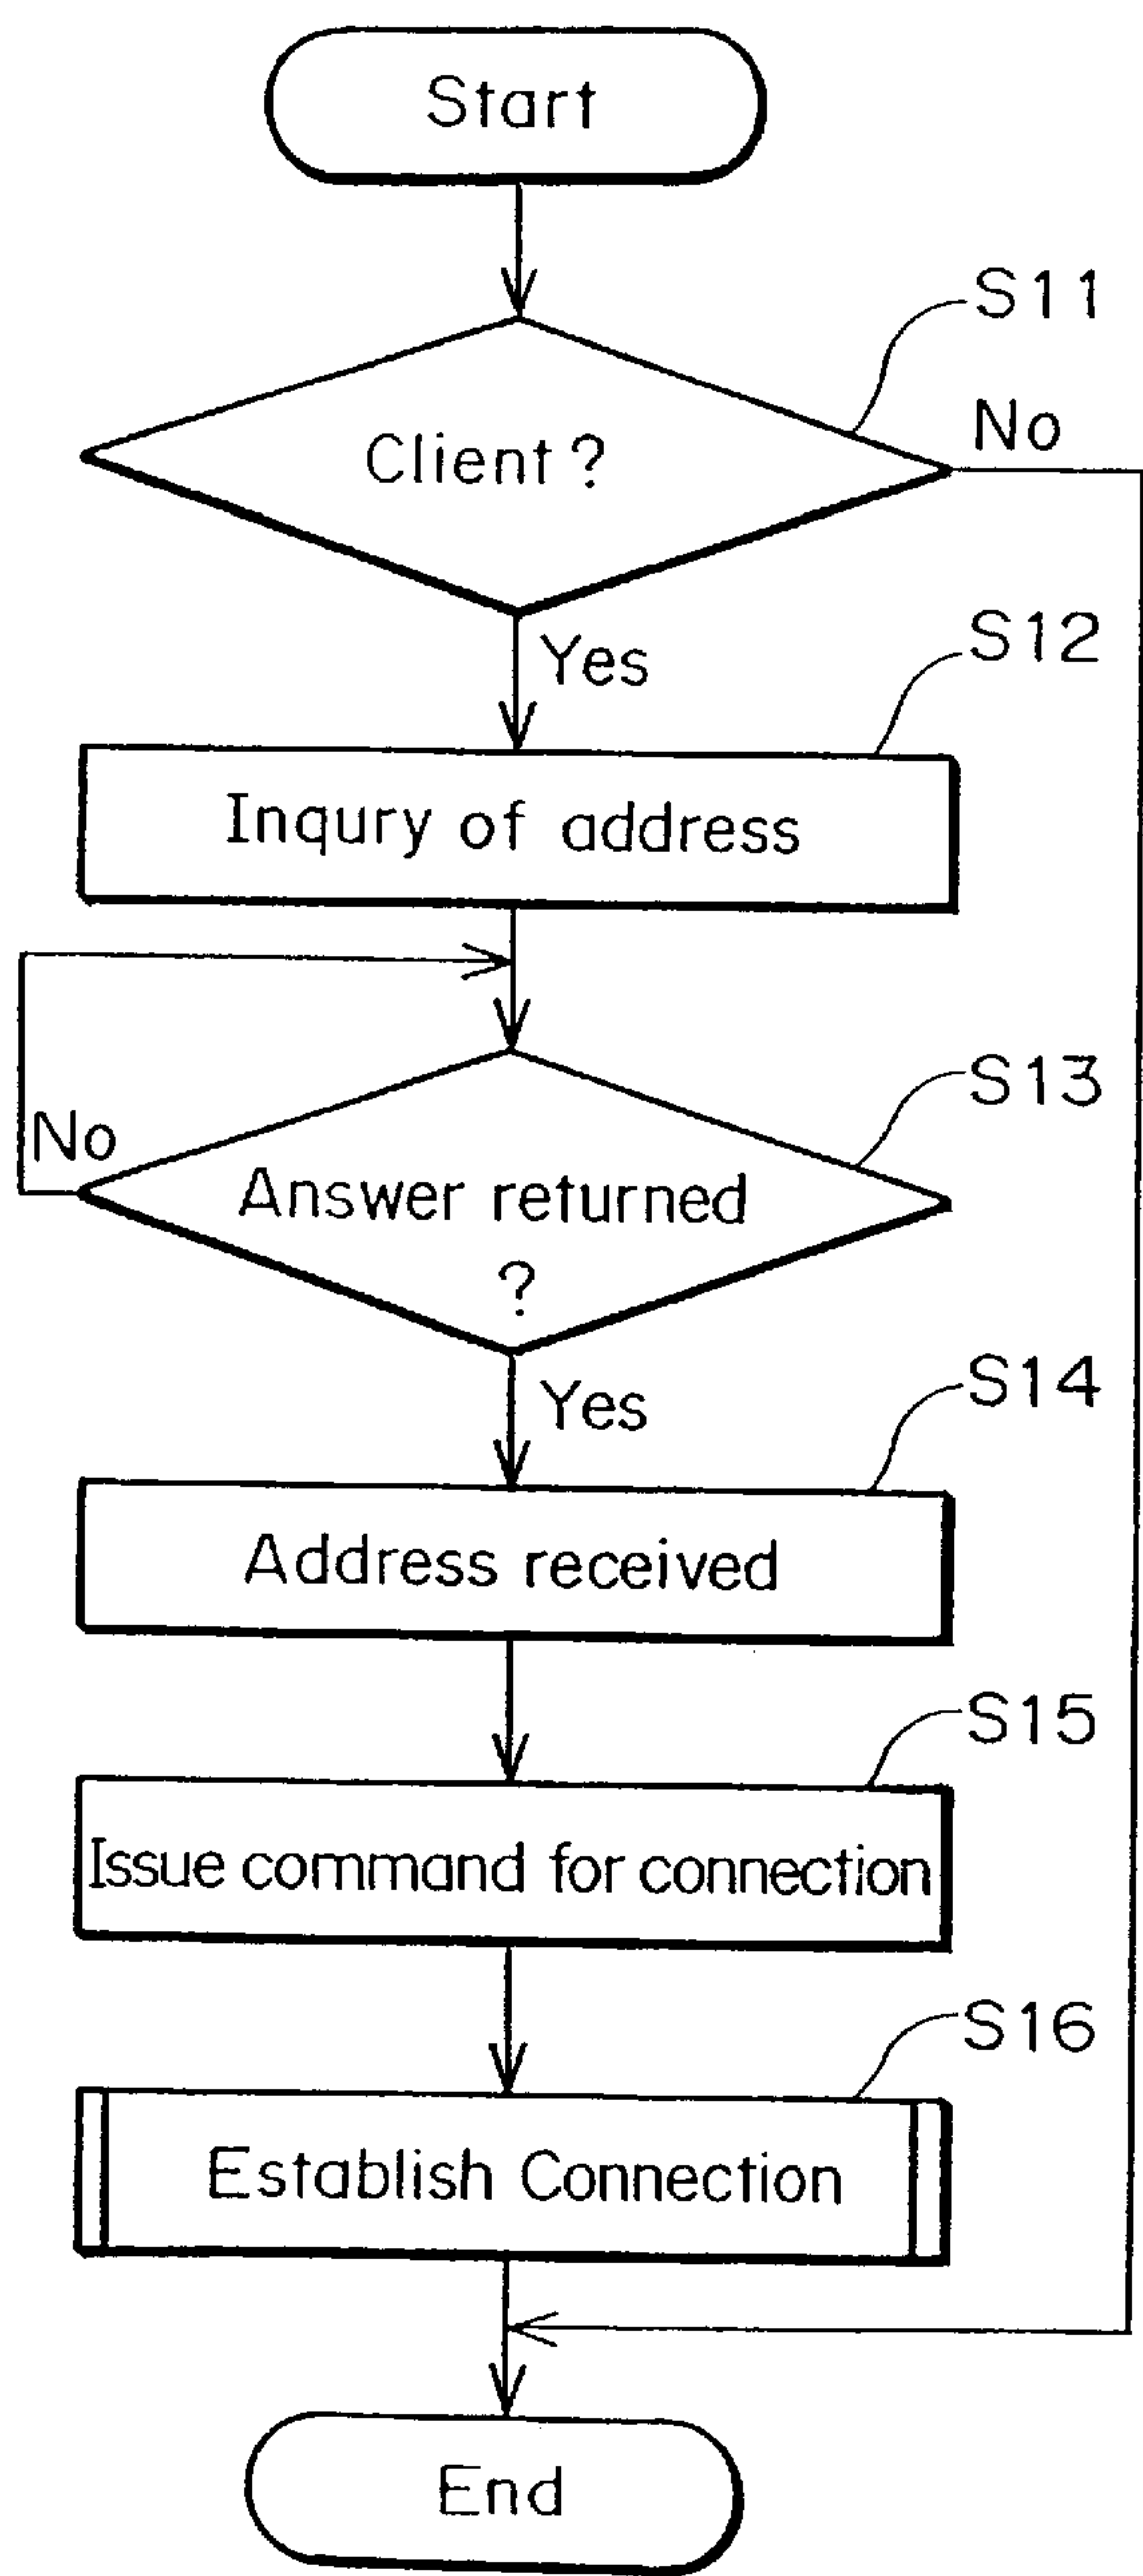 Start
S11
Client?
No
Yes
S12
Inqury of address
S13
No
Answer returned
?
Yes
S14
Address received
S15
Issue command for connection
S16
Establish Connection
End